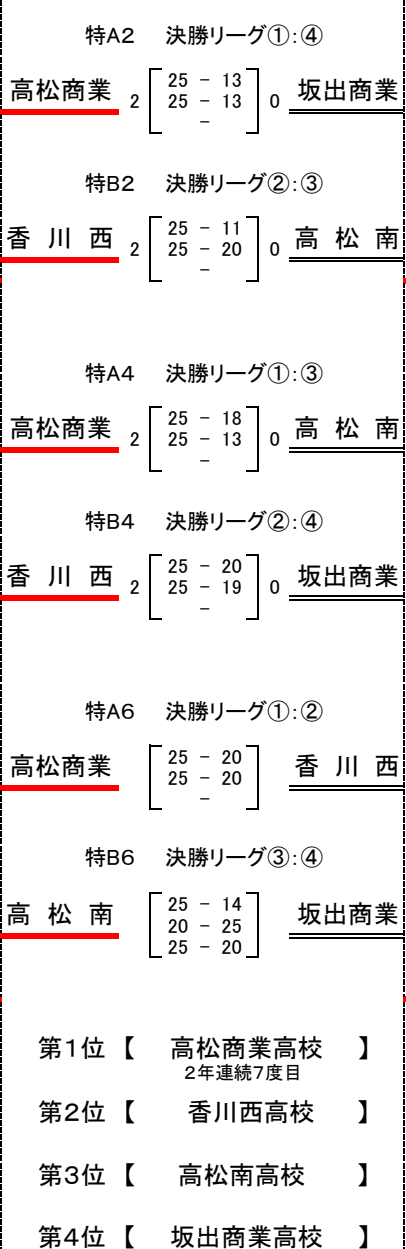 特A2 決勝リーグ①:④
高松商業 2 25 - 13 0 坂出商業
25 - 13
-
特B2 決勝リーグ②:③
香川西 2 25 - 11 0 高松南
25 - 20
-
特A4 決勝リーグ①:③
高松商業 2 25 - 18 0 高松南
25 - 13
-
特B4 決勝リーグ②:④
香川西 2 25 - 20 0 坂出商業
25 - 19
-
特A6 決勝リーグ①:②
高松商業 25 - 20 香川西
25 - 20
-
特B6 決勝リーグ③:④
高松南 25 - 14 坂出商業
20 - 25
25 - 20
第1位【 高松商業高校 】
2年連続7度目
第2位【 香川西高校 】
第3位【 高松南高校 】
第4位【 坂出商業高校 】